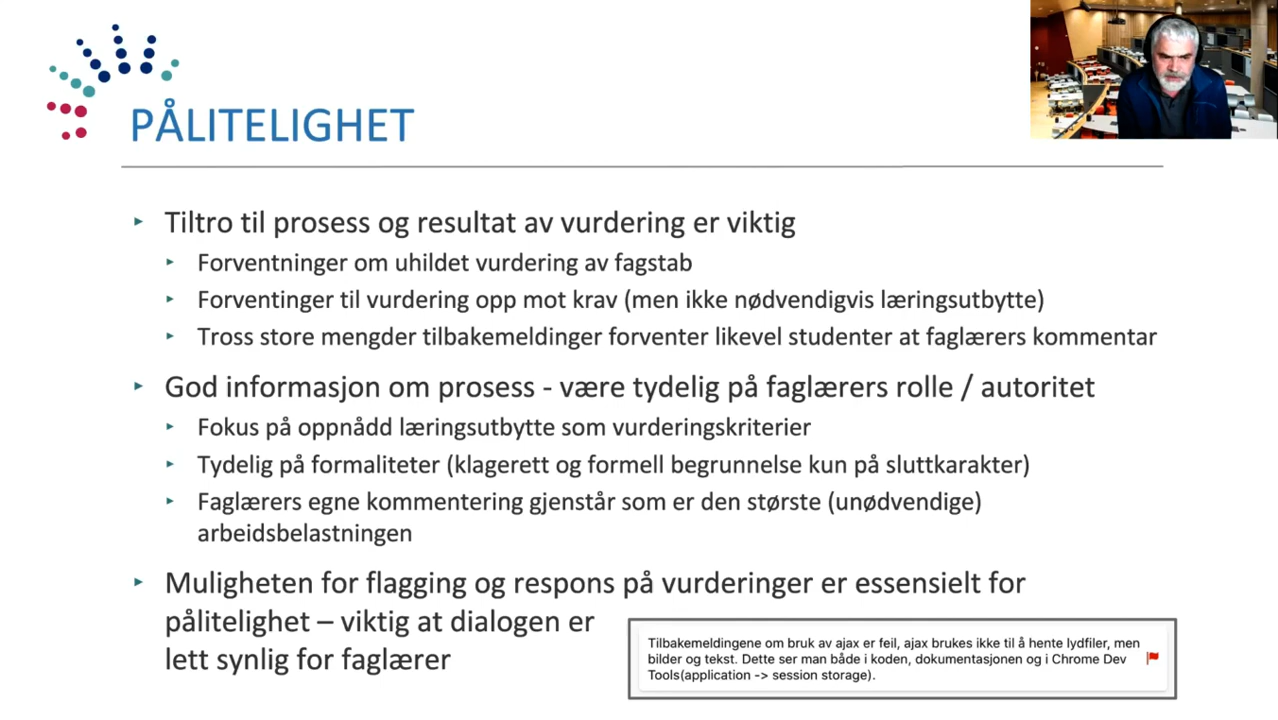 PÅLITELIGHET
Tiltro til prosess og resultat av vurdering er viktig
Forventninger om uhildet vurdering av fagstab
Forventinger til vurdering opp mot krav (men ikke nødvendigvis læringsutbytte)
Tross store mengder tilbakemeldinger forventer likevel studenter at faglærers kommentar
God informasjon om prosess - være tydelig på faglærers rolle / autoritet
Fokus på oppnådd læringsutbytte som vurderingskriterier
Tydelig på formaliteter (klagerett og formell begrunnelse kun på sluttkarakter)
Faglærers egne kommentering gjenstår som er den største (unødvendige)
arbeidsbelastningen
Muligheten for flagging og respons på vurderinger er essensielt for
pålitelighet – viktig at dialogen er
lett synlig for faglærer
Tilbakemeldingene om bruk av ajax er feil, ajax brukes ikke til å hente lydfiler, men
bilder og tekst. Dette ser man både i koden, dokumentasjonen og i Chrome Dev
Tools(application -> session storage).